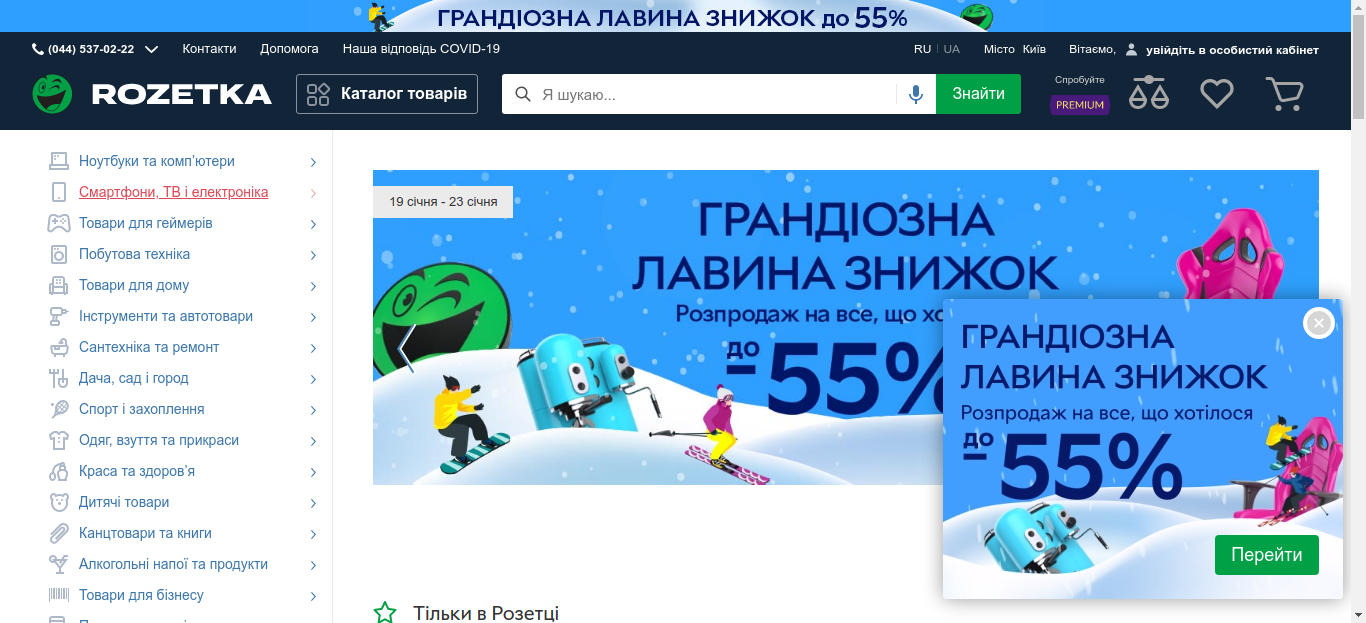 ГРАНДІОЗНА ЛАВИНА ЗНИЖОК до 55%
(044) 537-02-22
Контакти
Допомога
Наша відповідь COVID-19
RU | UA
Місто Київ
Вітаємо, увійдіть в особистий кабінет
ROZETKA
Каталог товарів
Я шукаю...
Знайти
Спробуйте
PREMIUM
Ноутбуки та комп'ютери
Смартфони, ТВ і електроніка
Товари для геймерів
Побутова техніка
Товари для дому
Інструменти та автотовари
Сантехніка та ремонт
Дача, сад і город
Спорт і захоплення
Одяг, взуття та прикраси
Краса та здоров'я
Дитячі товари
Канцтовари та книги
Алкогольні напої та продукти
Товари для бізнесу
19 січня - 23 січня
ГРАНДІОЗНА
ЛАВИНА ЗНИЖОК
Розпродаж на все, що
до
-55%
ГРАНДІОЗНА
ЛАВИНА ЗНИЖОК
Розпродаж на все, що хотілося
до
-55%
Перейти
Тільки в Розетці